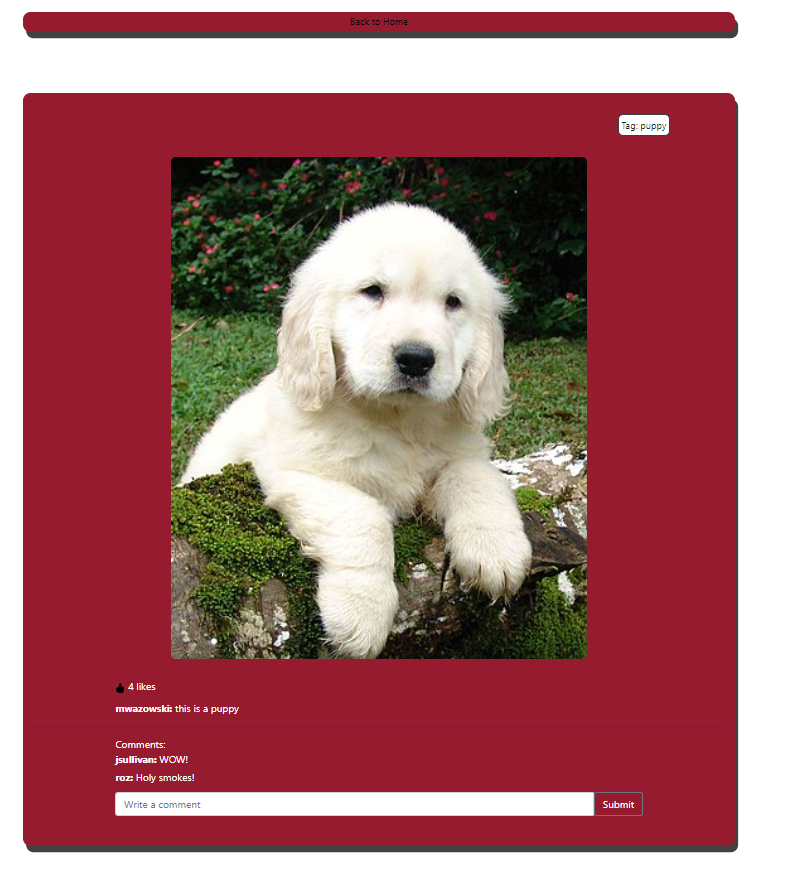 Back to Home
Tag: puppy
4 likes
mwazowski: this is a puppy
Comments:
jsullivan: WOW!
roz: Holy smokes!
Write a comment
Submit